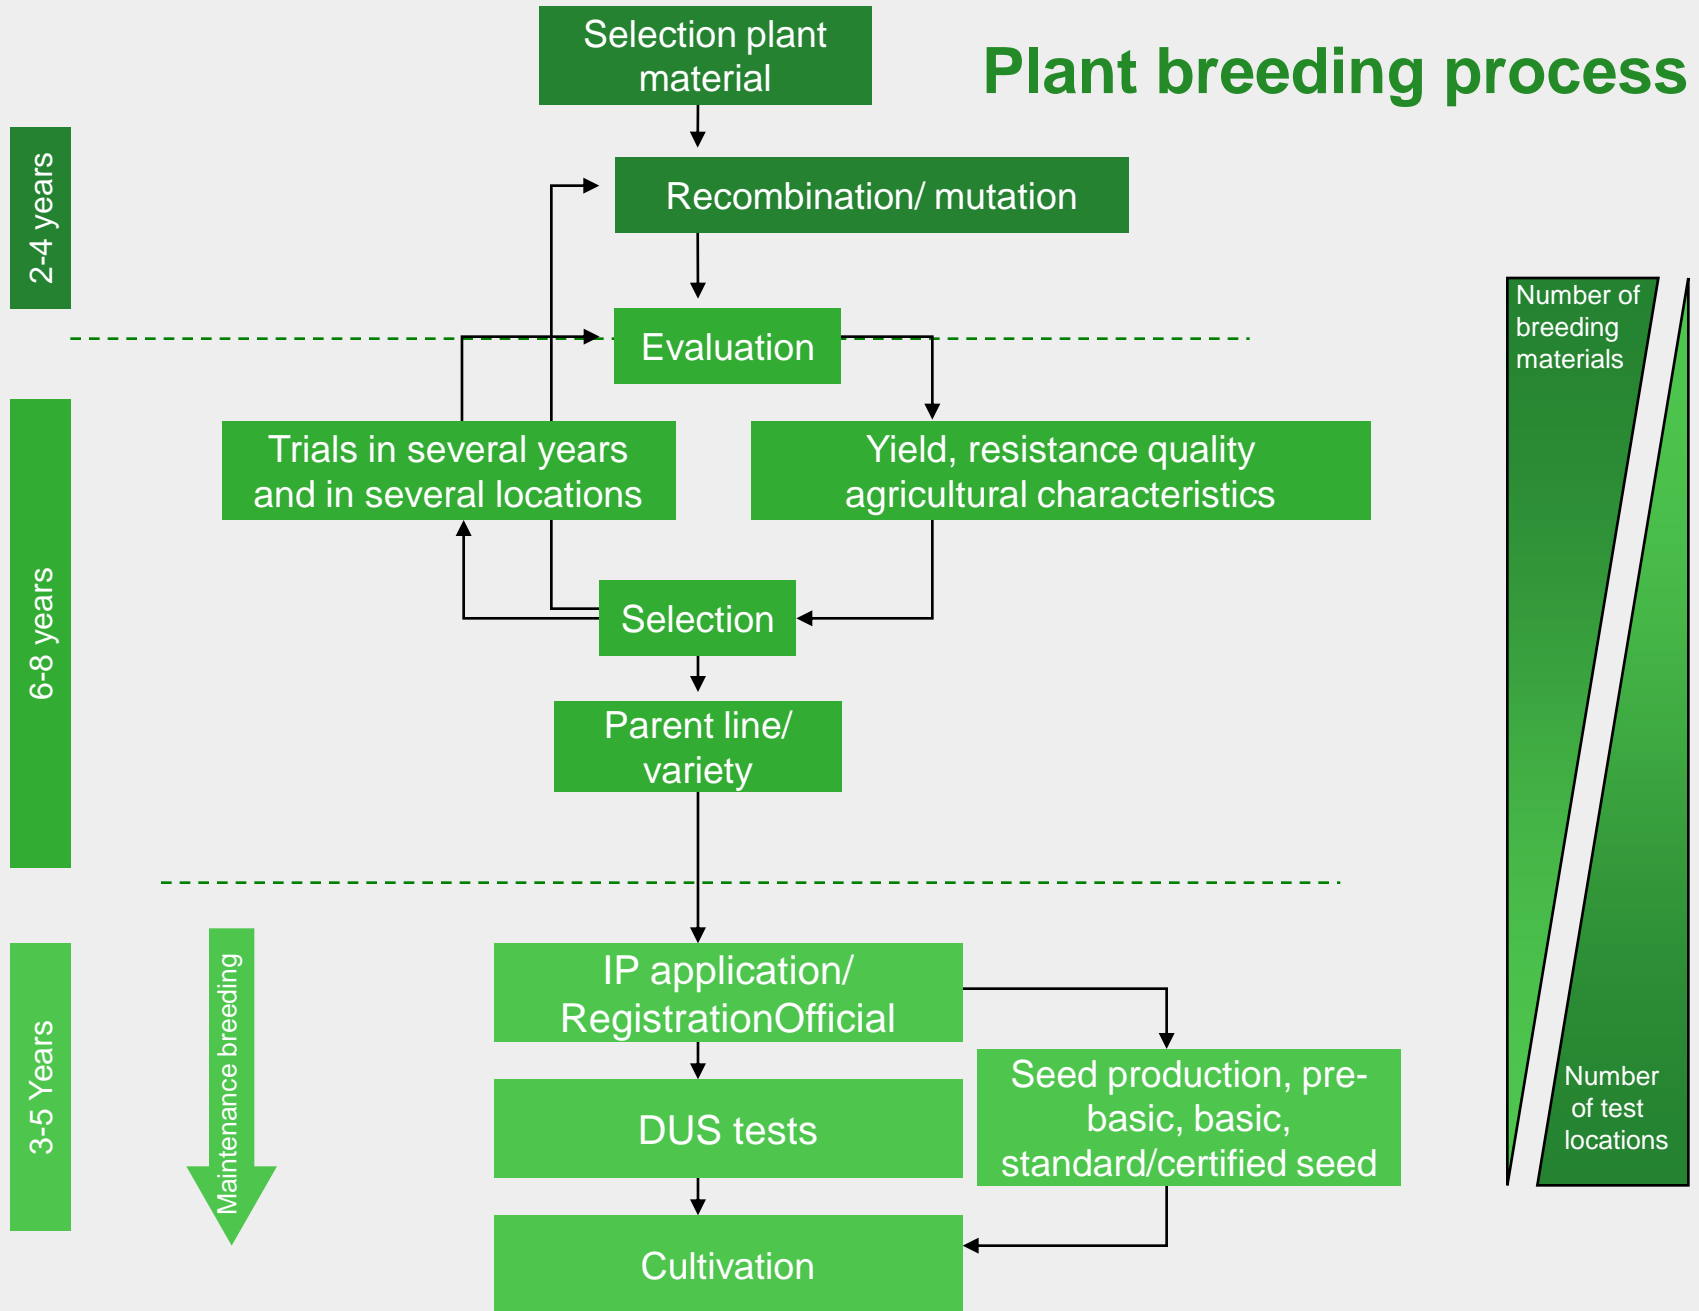 Selection plant
material
Plant breeding process
2-4 years
Recombination/ mutation
Number of
breeding
materials
Evaluation
Trials in several years
and in several locations
Yield, resistance quality
agricultural characteristics
6-8 years
Selection
Parent line/
variety
3-5 Years
Maintenance breeding
IP application/
RegistrationOfficial
DUS tests
Seed production, pre-
basic, basic,
standard/certified seed
Number
of test
locations
Cultivation